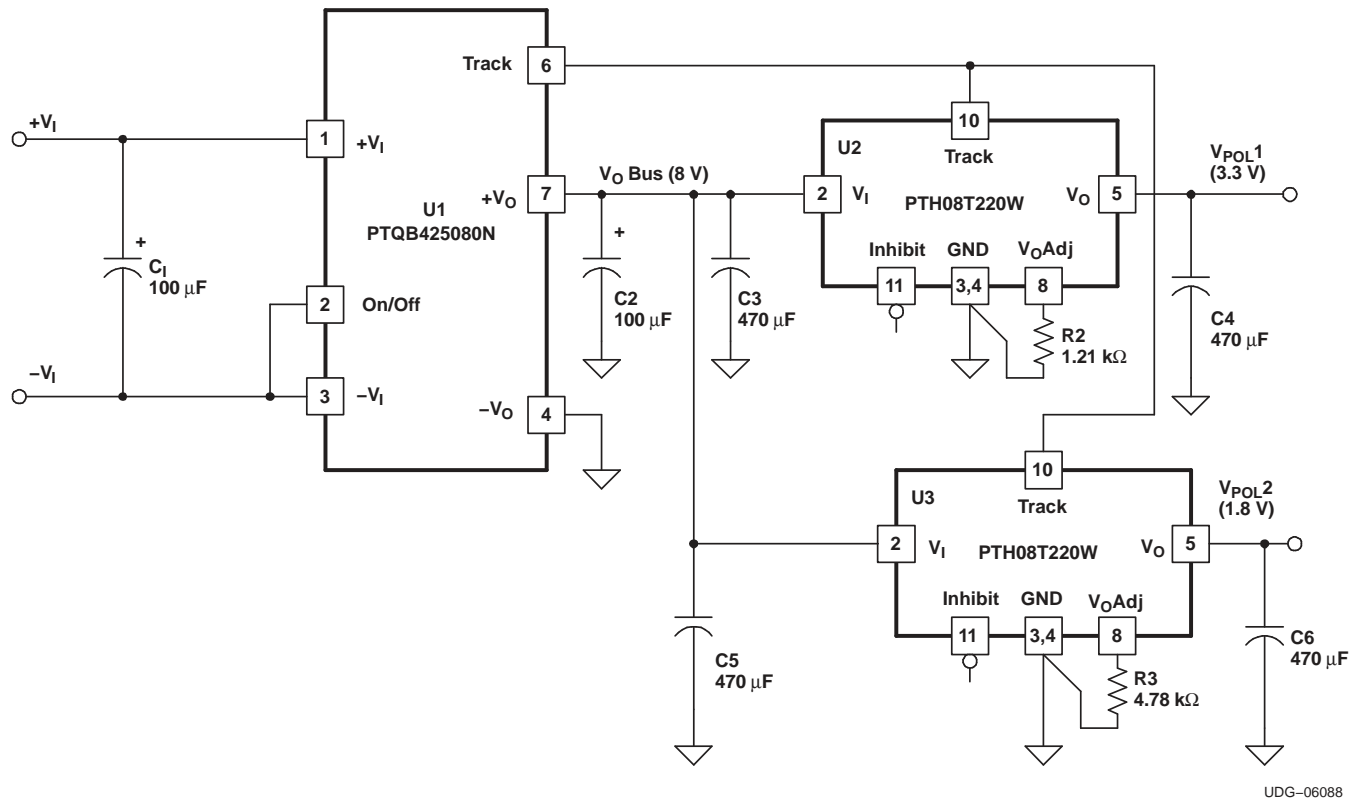 Track
6
+VI
1
+VI
U1
PTQB425080N
+VO
7
VO Bus (8 V)
+
CI
100 μF
2
On/Off
–VI
3
–VI
–VO
4
+
C2
100 μF
C3
470 μF
10
U2
Track
2
VI
PTH08T220W
VO
5
VPOL1
(3.3 V)
Inhibit
GND
VOAdj
11
3,4
8
R2
1.21 kΩ
C4
470 μF
10
U3
Track
2
VI
PTH08T220W
VO
5
VPOL2
(1.8 V)
Inhibit
GND
VOAdj
11
3,4
8
C5
470 μF
R3
4.78 kΩ
C6
470 μF
UDG–06088